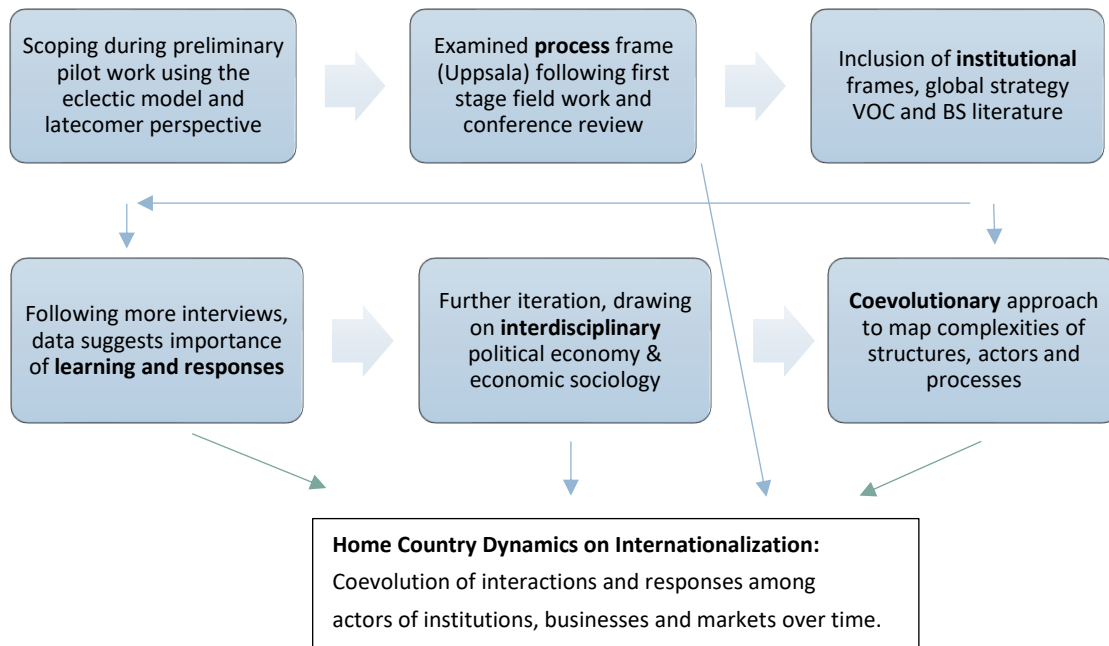 Scoping during preliminary
pilot work using the
eclectic model and
latecomer perspective
Examined process frame
(Uppsala) following first
stage field work and
conference review
Inclusion of institutional
frames, global strategy
VOC and BS literature
Following more interviews,
data suggests importance
of learning and responses
Further iteration, drawing
on interdisciplinary
political economy &
economic sociology
Coevolutionary approach
to map complexities of
structures, actors and
processes
Home Country Dynamics on Internationalization:
Coevolution of interactions and responses among
actors of institutions, businesses and markets over time.